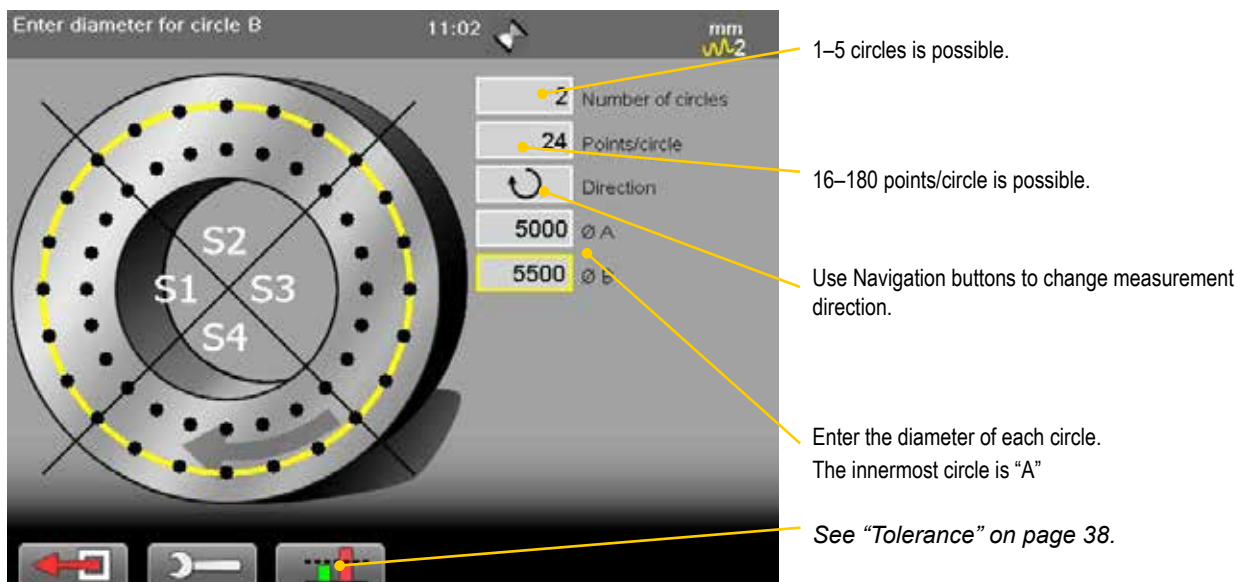 Enter diameter for circle B
11:02
mm
2
2 Number of circles
24 Points/circle
Direction
5000 Ø A
5500 Ø B
S2
S1 S3
S4
1–5 circles is possible.
16–180 points/circle is possible.
Use Navigation buttons to change measurement
direction.
Enter the diameter of each circle.
The innermost circle is “A”
See “Tolerance” on page 38.